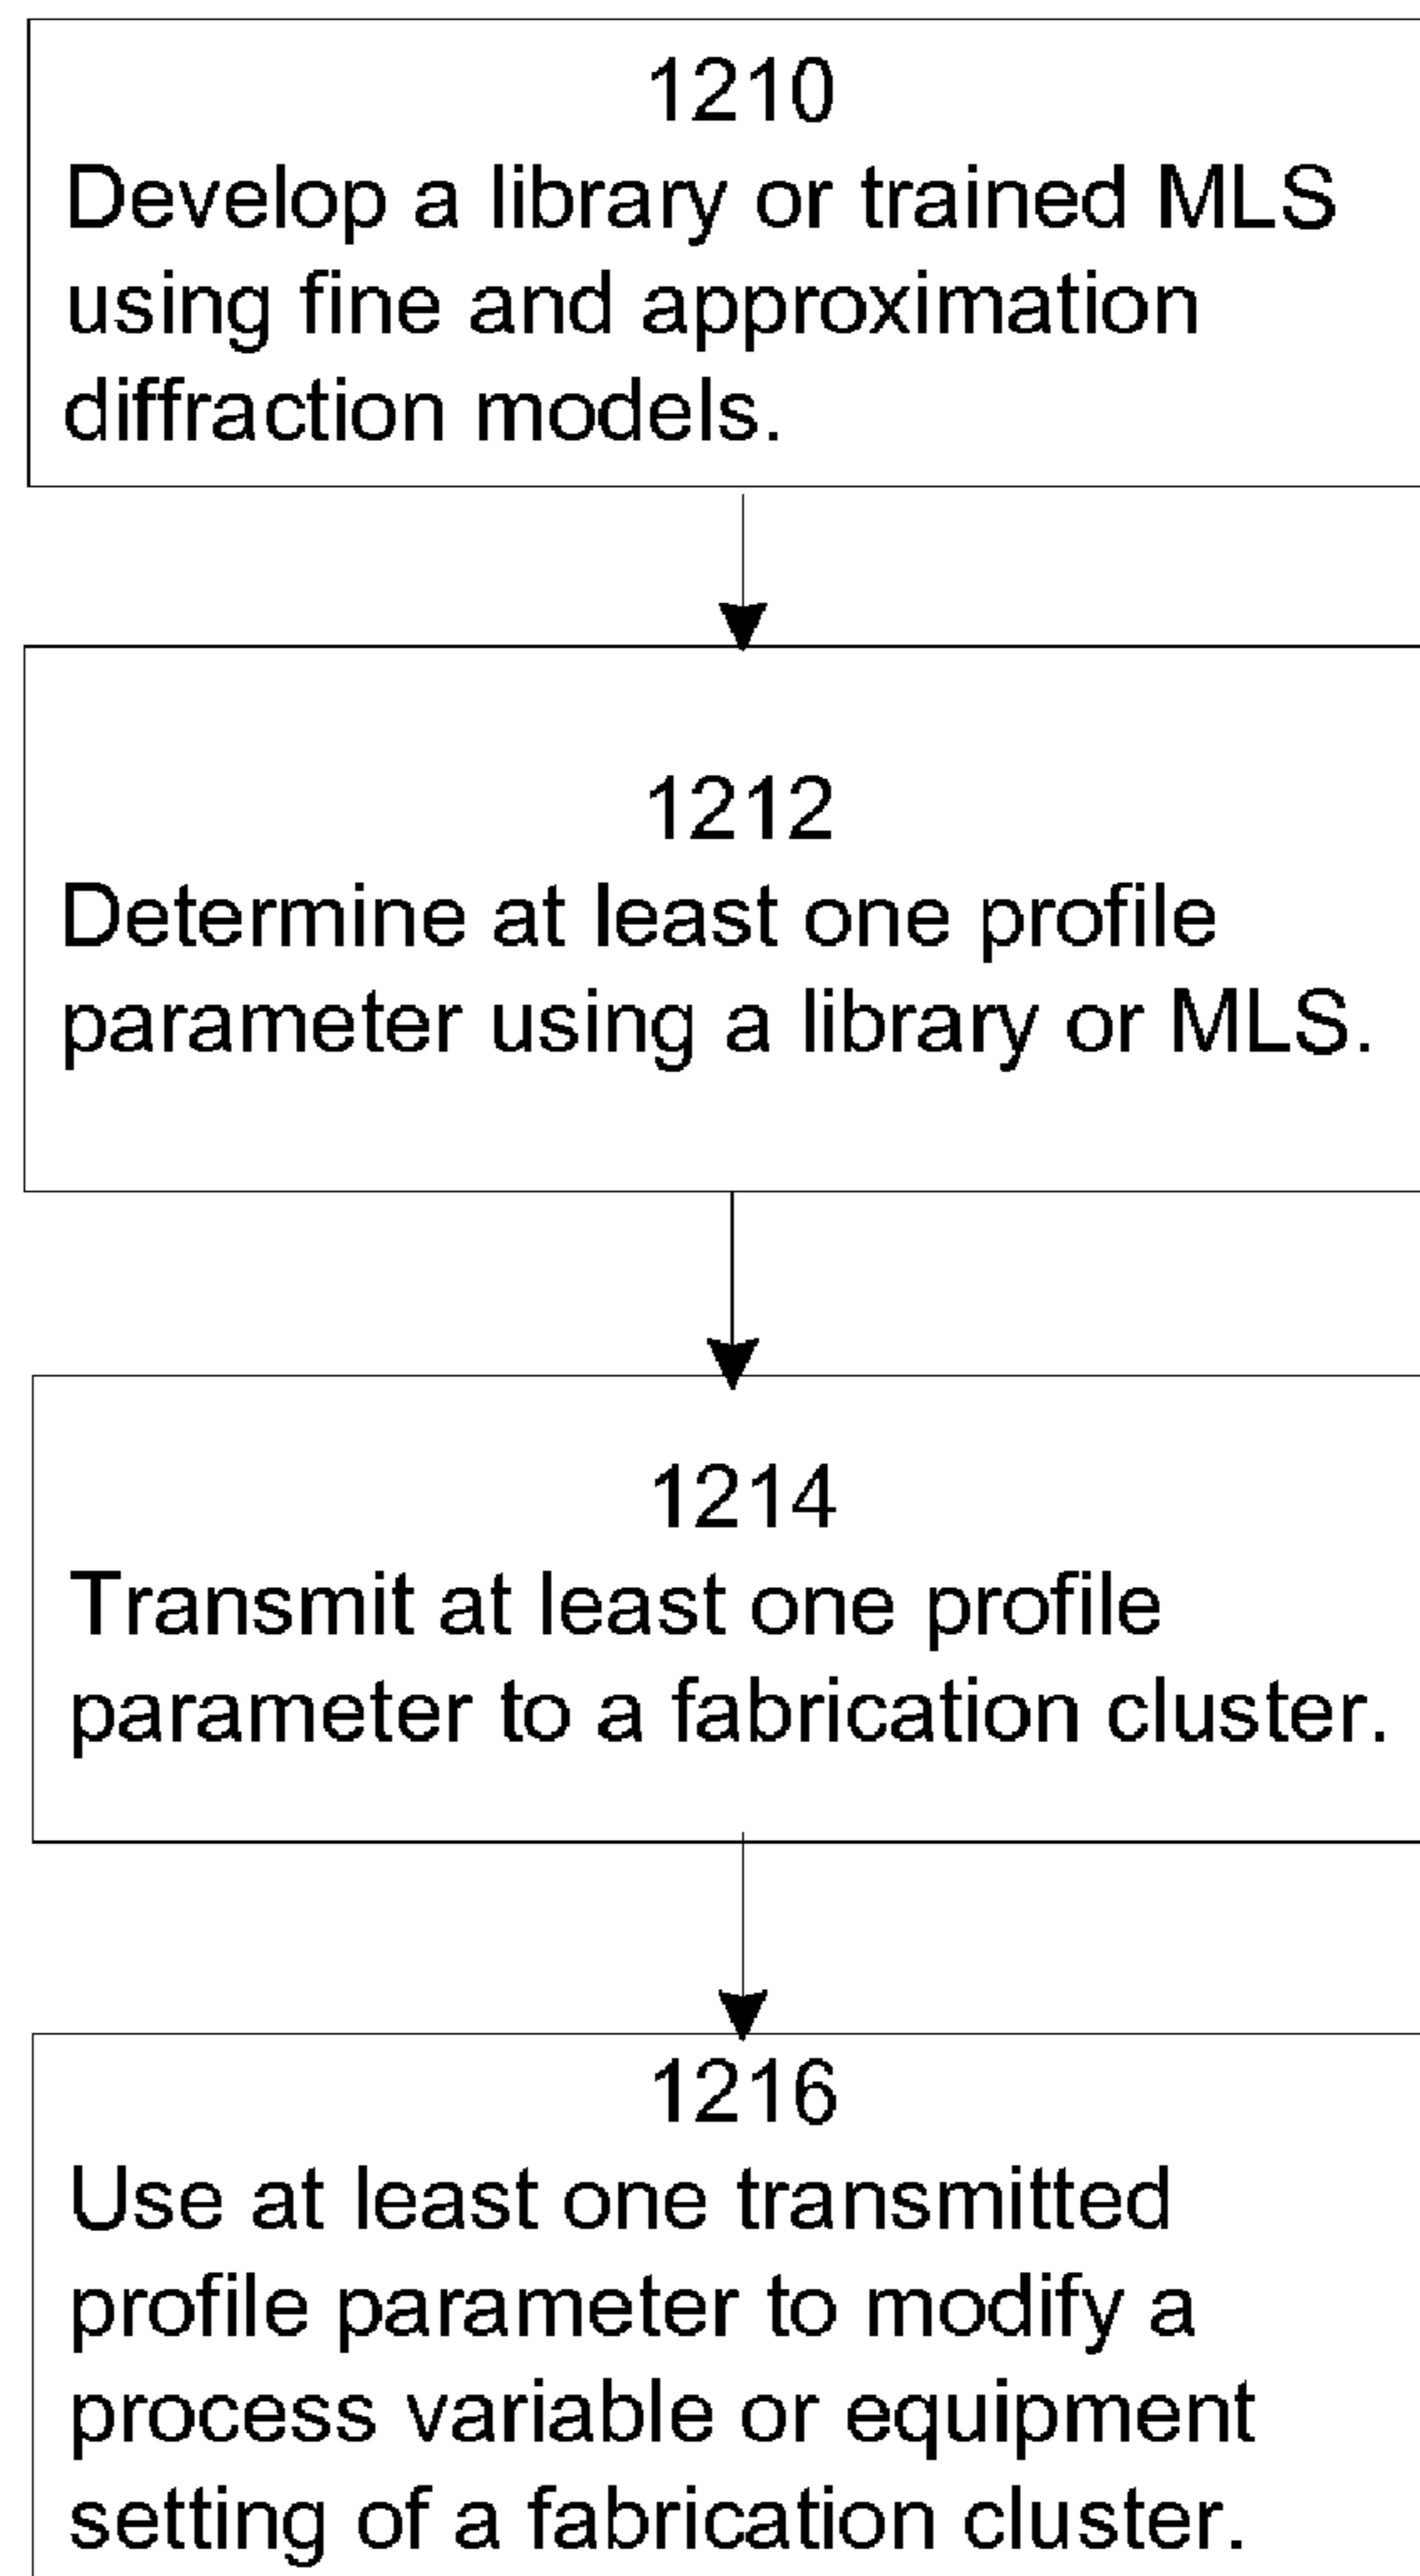 1210
Develop a library or trained MLS
using fine and approximation
diffraction models.
1212
Determine at least one profile
parameter using a library or MLS.
1214
Transmit at least one profile
parameter to a fabrication cluster.
1216
Use at least one transmitted
profile parameter to modify a
process variable or equipment
setting of a fabrication cluster.